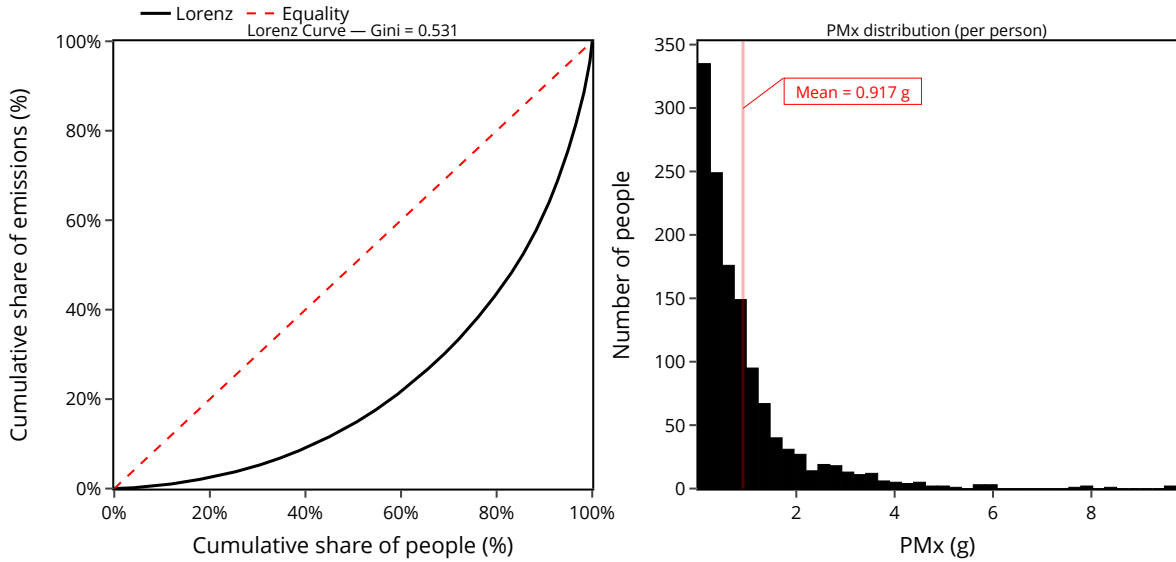 Lorenz
Equality
Lorenz Curve — Gini = 0.531
Cumulative share of emissions (%)
100%
80%
60%
40%
20%
0%
0%
20%
40%
60%
80%
100%
Cumulative share of people (%)
PMx distribution (per person)
Mean = 0.917 g
Number of people
350
300
250
200
150
100
50
0
2
4
6
8
PMx (g)